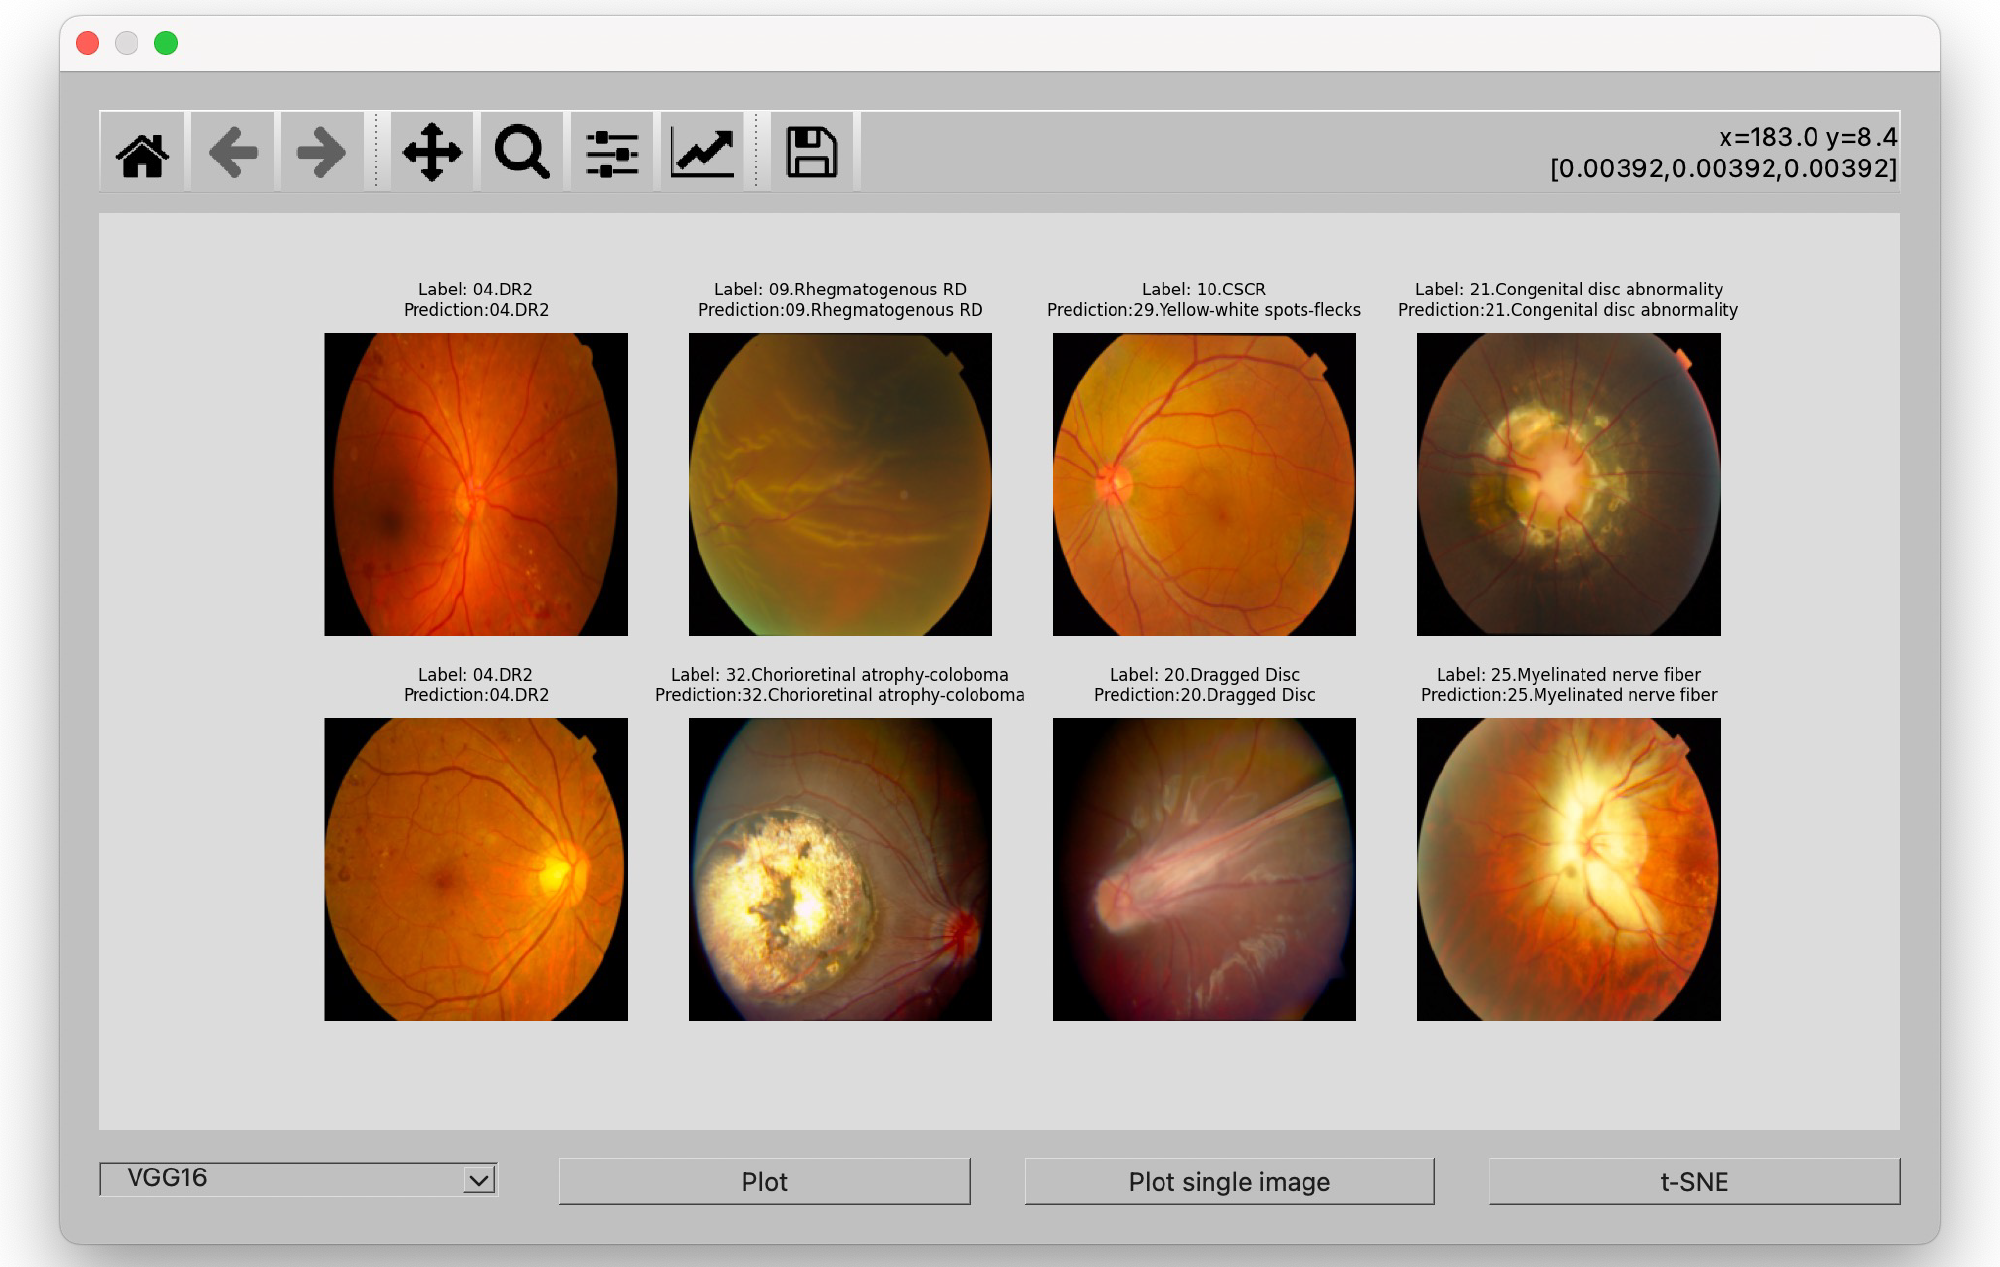 x=183.0 y=8.4
[0.00392,0.00392,0.00392]
Label: 04.DR2
Prediction:04.DR2
Label: 09.Rhegmatogenous RD
Prediction:09.Rhegmatogenous RD
Label: 10.CSCR
Prediction:29.Yellow-white spots-flecks
Label: 21.Congenital disc abnormality
Prediction:21.Congenital disc abnormality
Label: 04.DR2
Prediction:04.DR2
Label: 32.Chorioretinal atrophy-coloboma
Prediction:32.Chorioretinal atrophy-coloboma
Label: 20.Dragged Disc
Prediction:20.Dragged Disc
Label: 25.Myelinated nerve fiber
Prediction:25.Myelinated nerve fiber
VGG16
Plot
Plot single image
t-SNE